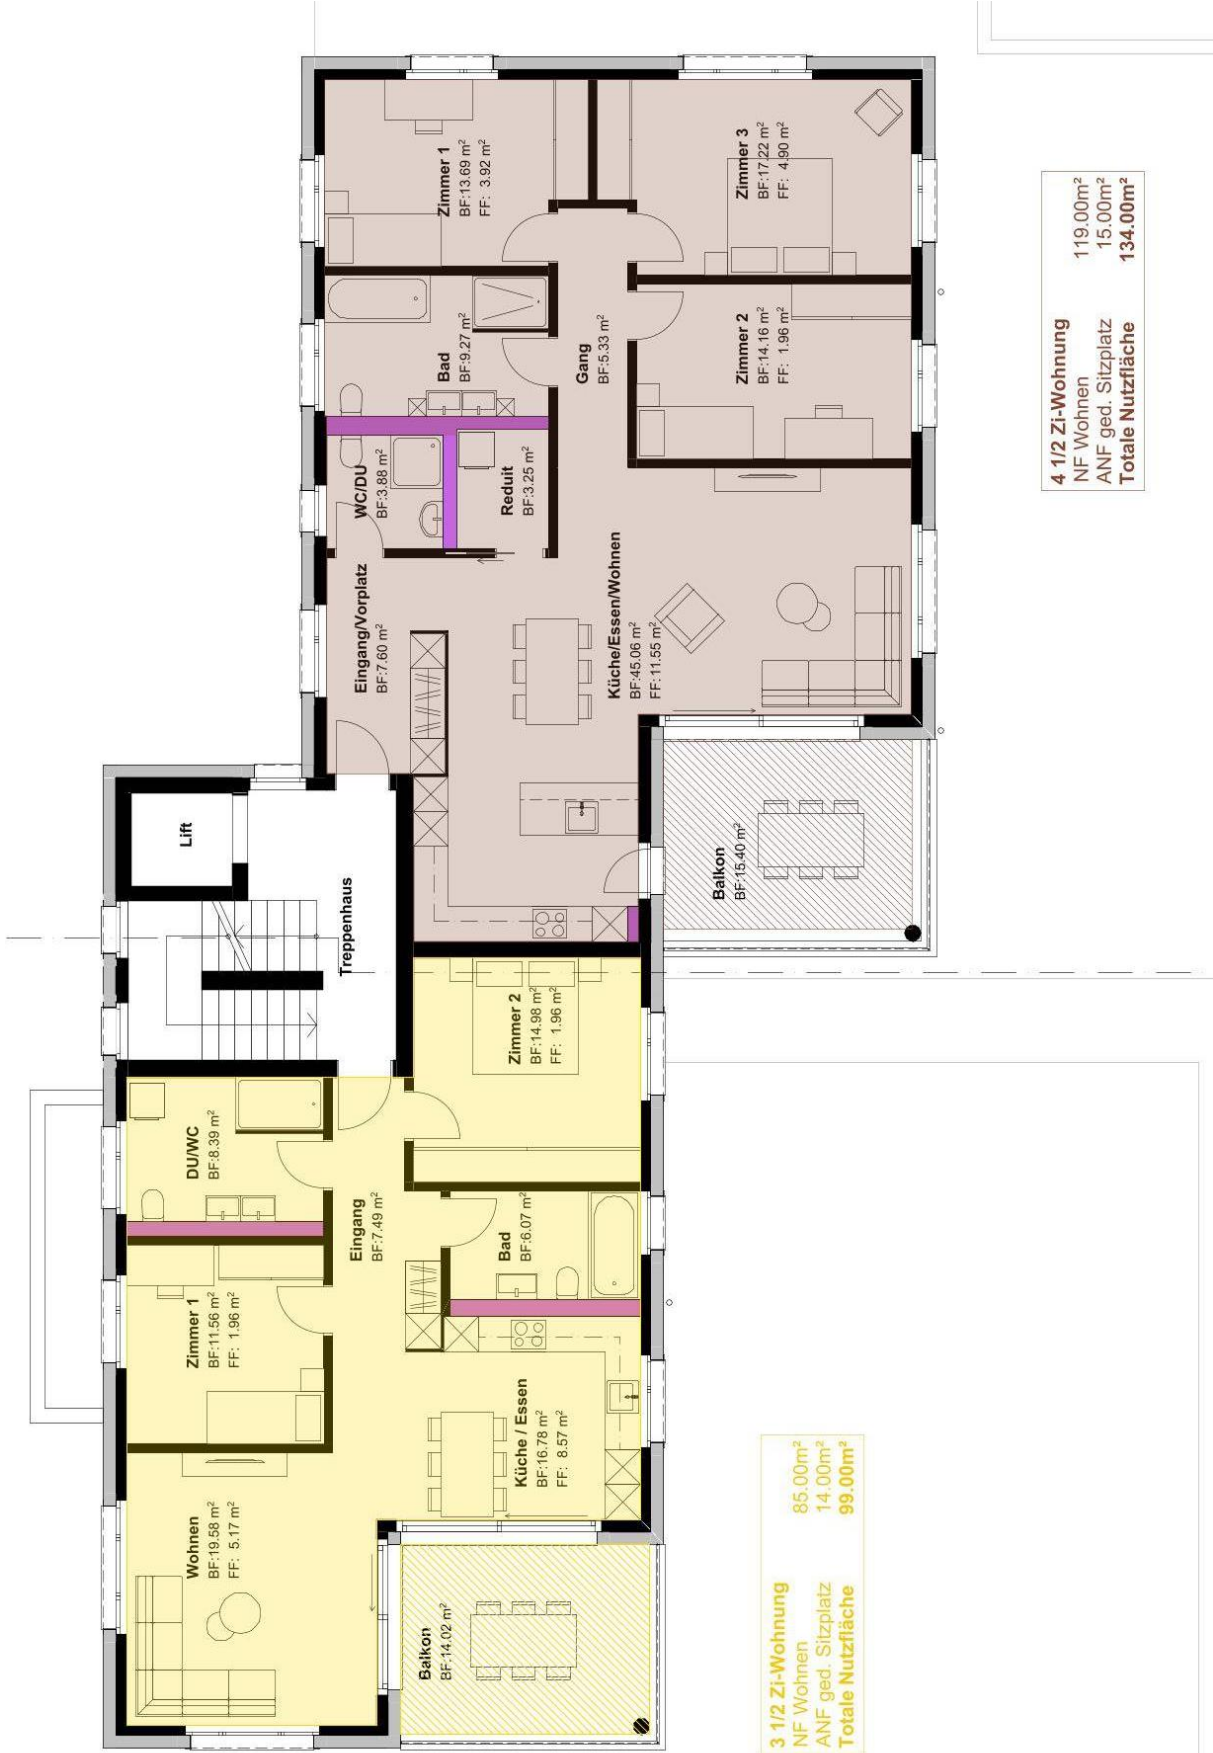 Zimmer 1
BF:13.69 m²
FF: 3.92 m²
Zimmer 3
BF:17.22 m²
FF: 4.90 m²
Bad
BF:9.27 m²
Gang
BF:5.33 m²
Zimmer 2
BF:14.16 m²
FF: 1.96 m²
WC/DU
BF:3.88 m²
Reduit
BF:3.25 m²
Eingang/Vorplatz
BF:7.60 m²
Küche/Essen/Wohnen
BF:45.06 m²
FF: 11.55 m²
Balkon
BF:15.40 m²
Lift
Treppenhaus
4 1/2 Zi-Wohnung
NF Wohnen 119.00m²
ANF ged. Sitzplatz 15.00m²
Totale Nutzfläche 134.00m²
Zimmer 2
BF:14.98 m²
FF: 1.96 m²
DU/WC
BF:8.39 m²
Eingang
BF:7.49 m²
Bad
BF:6.07 m²
Zimmer 1
BF:11.56 m²
FF: 1.96 m²
Küche / Essen
BF:16.78 m²
FF: 8.57 m²
Wohnen
BF:19.58 m²
FF: 5.17 m²
Balkon
BF:14.02 m²
3 1/2 Zi-Wohnung
NF Wohnen 85.00m²
ANF ged. Sitzplatz 14.00m²
Totale Nutzfläche 99.00m²